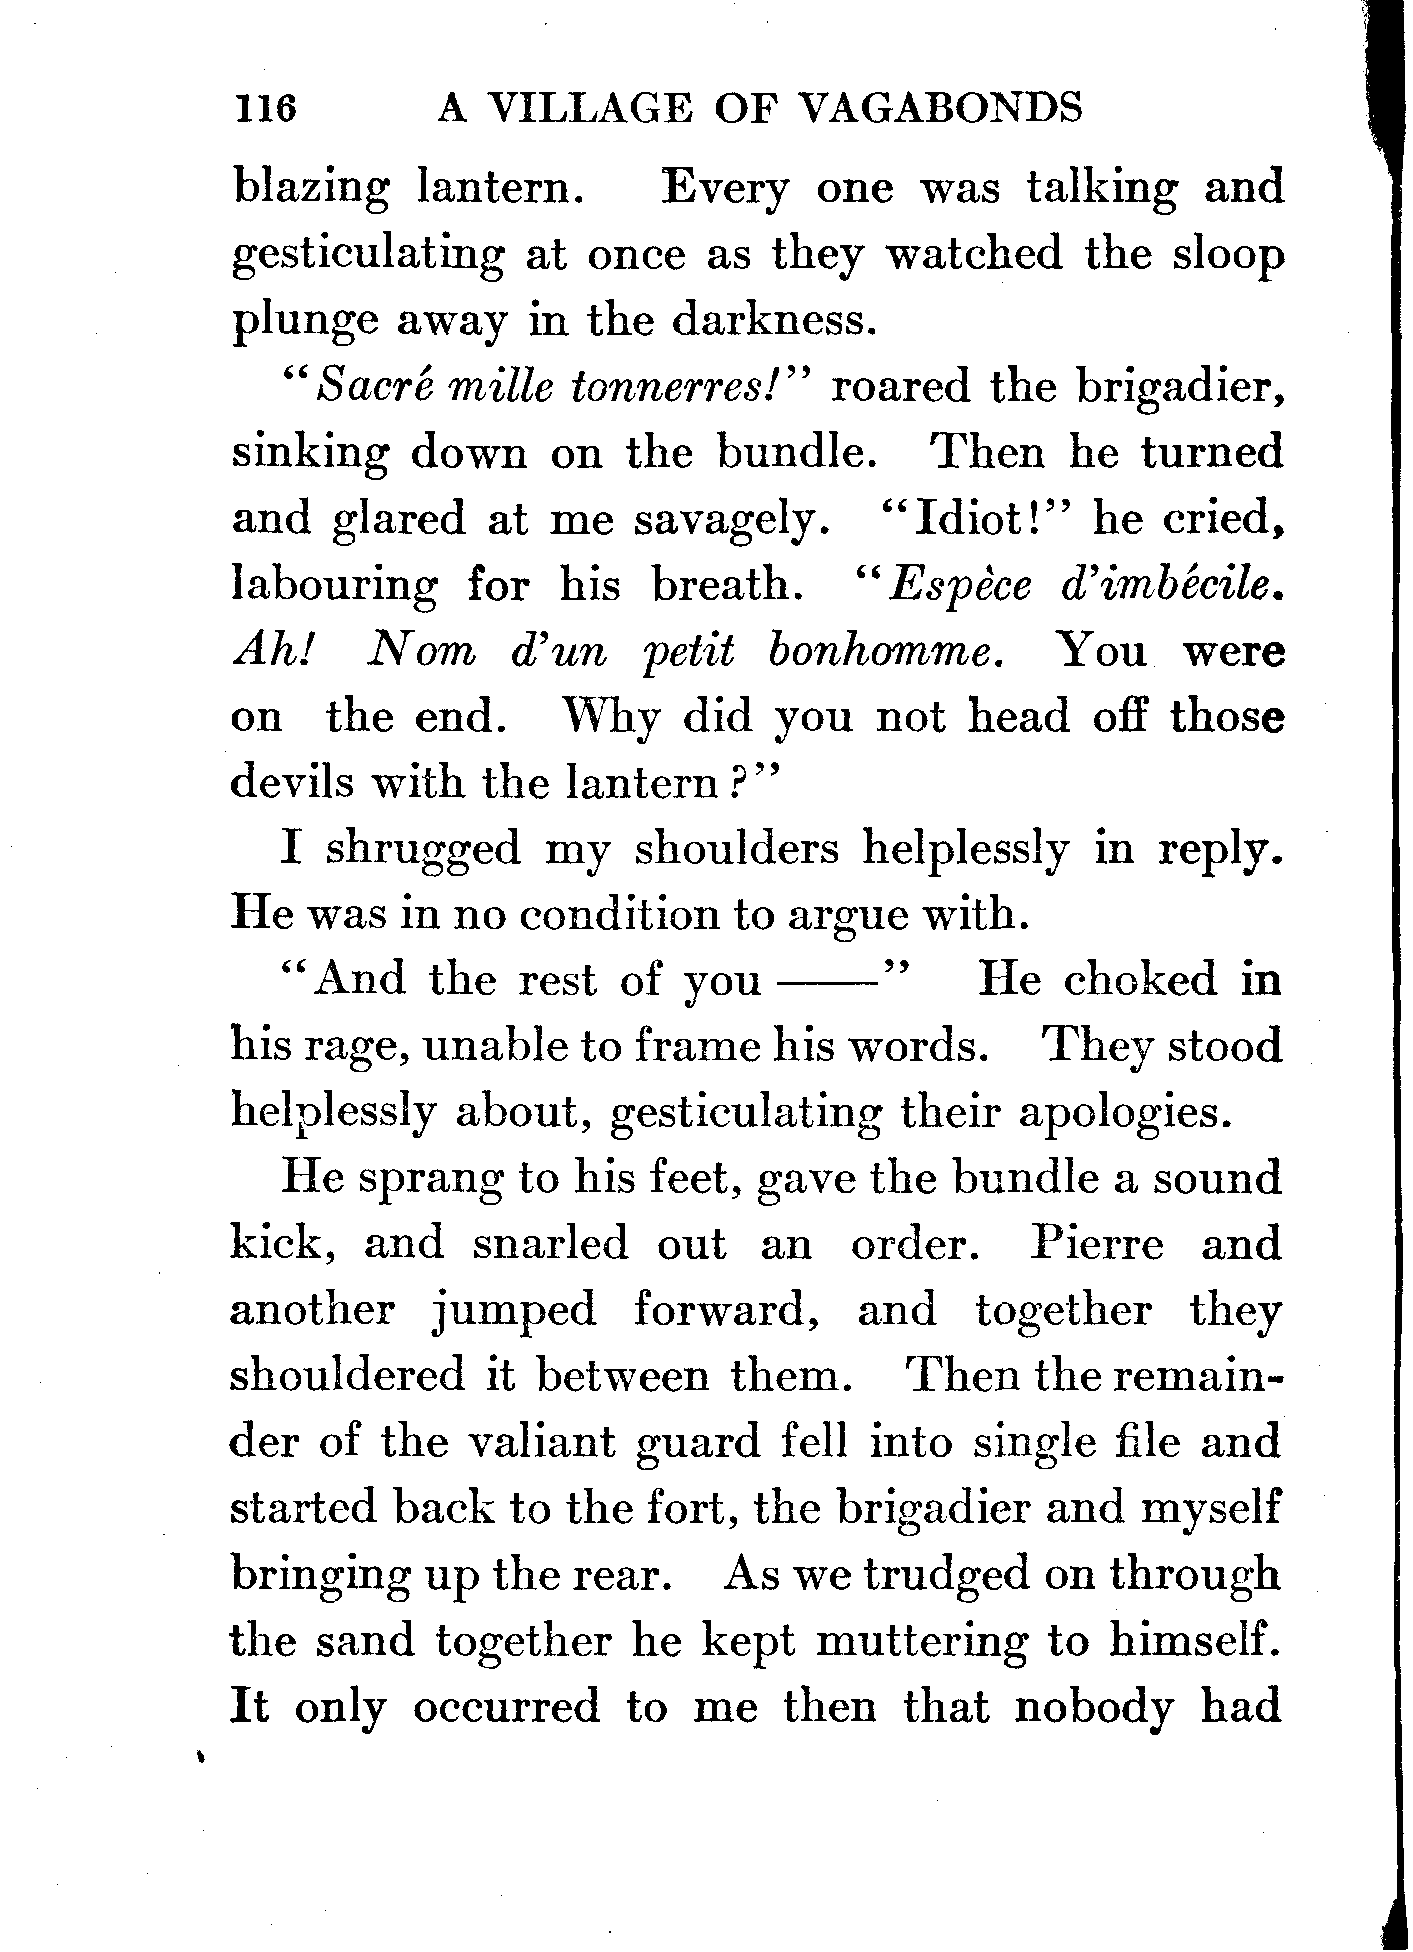 116 A VILLAGE OF VAGABONDS
blazing lantern. Every one was talking and
gesticulating at once as they watched the sloop
plunge away in the darkness.
“Sacré mille tonnerres!” roared the brigadier,
sinking down on the bundle. Then he turned
and glared at me savagely. “Idiot!” he cried,
labouring for his breath. “Espèce d’imbécile.
Ah! Nom d’un petit bonhomme. You were
on the end. Why did you not head off those
devils with the lantern?”
I shrugged my shoulders helplessly in reply.
He was in no condition to argue with.
“And the rest of you ——” He choked in
his rage, unable to frame his words. They stood
helplessly about, gesticulating their apologies.
He sprang to his feet, gave the bundle a sound
kick, and snarled out an order. Pierre and
another jumped forward, and together they
shouldered it between them. Then the remain-
der of the valiant guard fell into single file and
started back to the fort, the brigadier and myself
bringing up the rear. As we trudged on through
the sand together he kept muttering to himself.
It only occurred to me then that nobody had